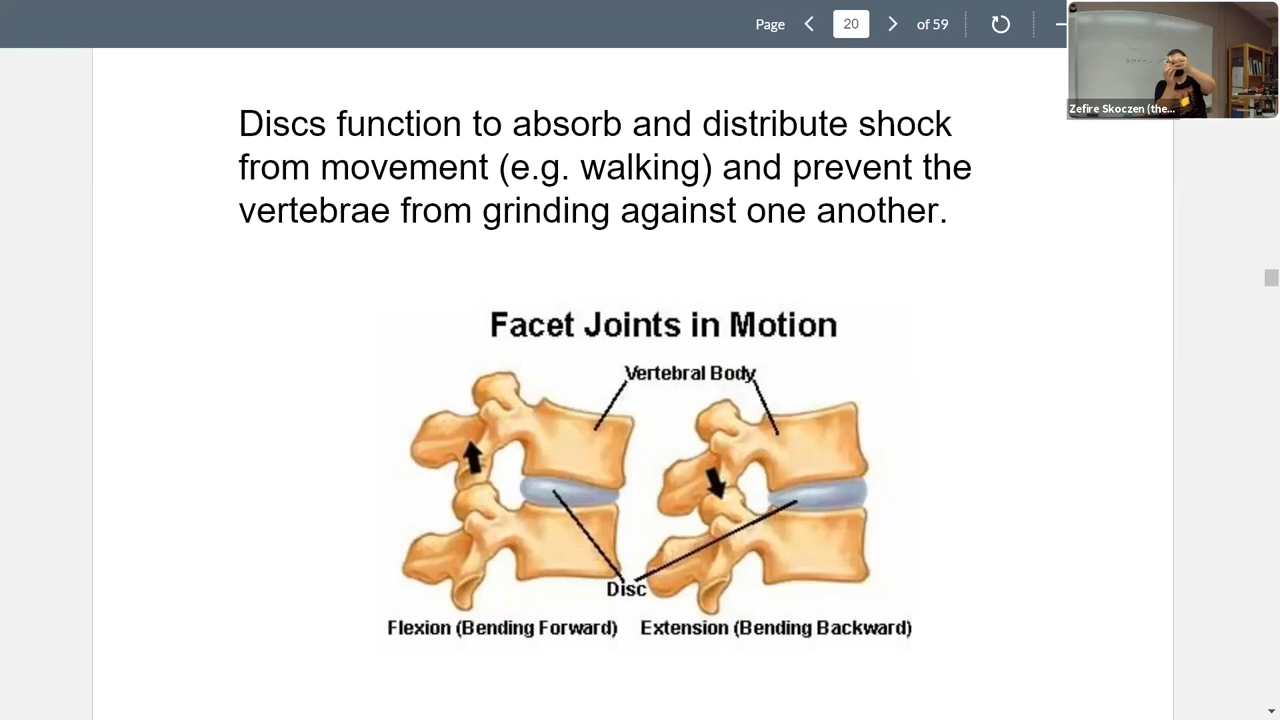 Page 20 of 59
Zefire Skoczen (the...
Discs function to absorb and distribute shock
from movement (e.g. walking) and prevent the
vertebrae from grinding against one another.
Facet Joints in Motion
Vertebral Body
Disc
Flexion (Bending Forward) Extension (Bending Backward)